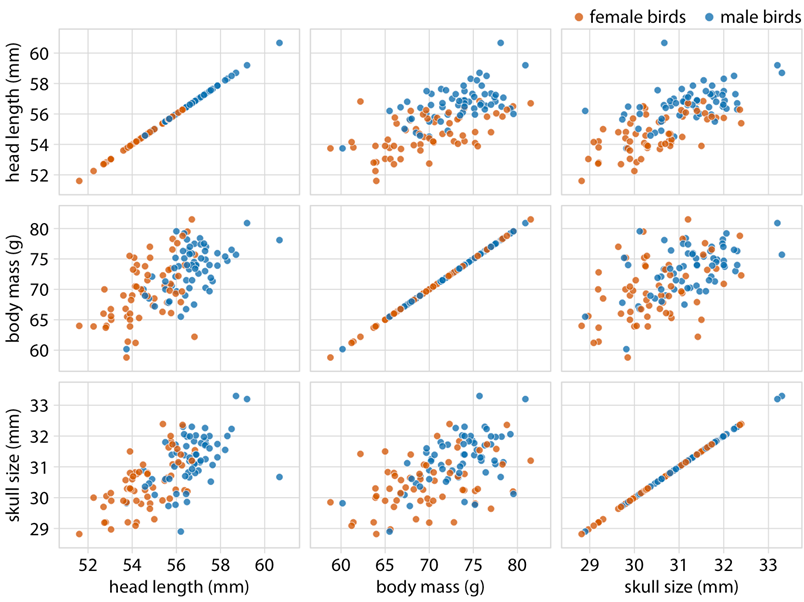 female birds male birds
60
58
56
54
52
head length (mm)
80
75
70
65
60
body mass (g)
33
32
31
30
29
skull size (mm)
52 54 56 58 60 60 65 70 75 80 29 30 31 32 33
head length (mm) body mass (g) skull size (mm)